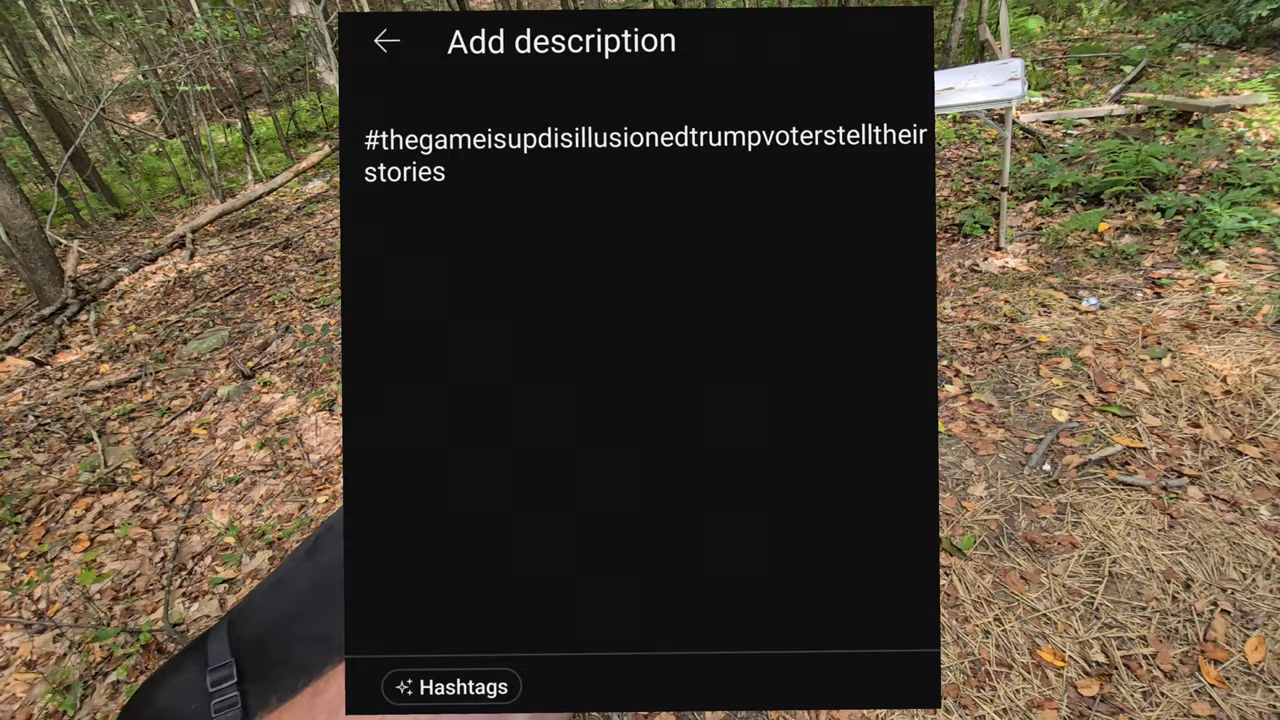 Add description
#thegameisupdisillusionedtrumpvoterstelltheir
stories
Hashtags